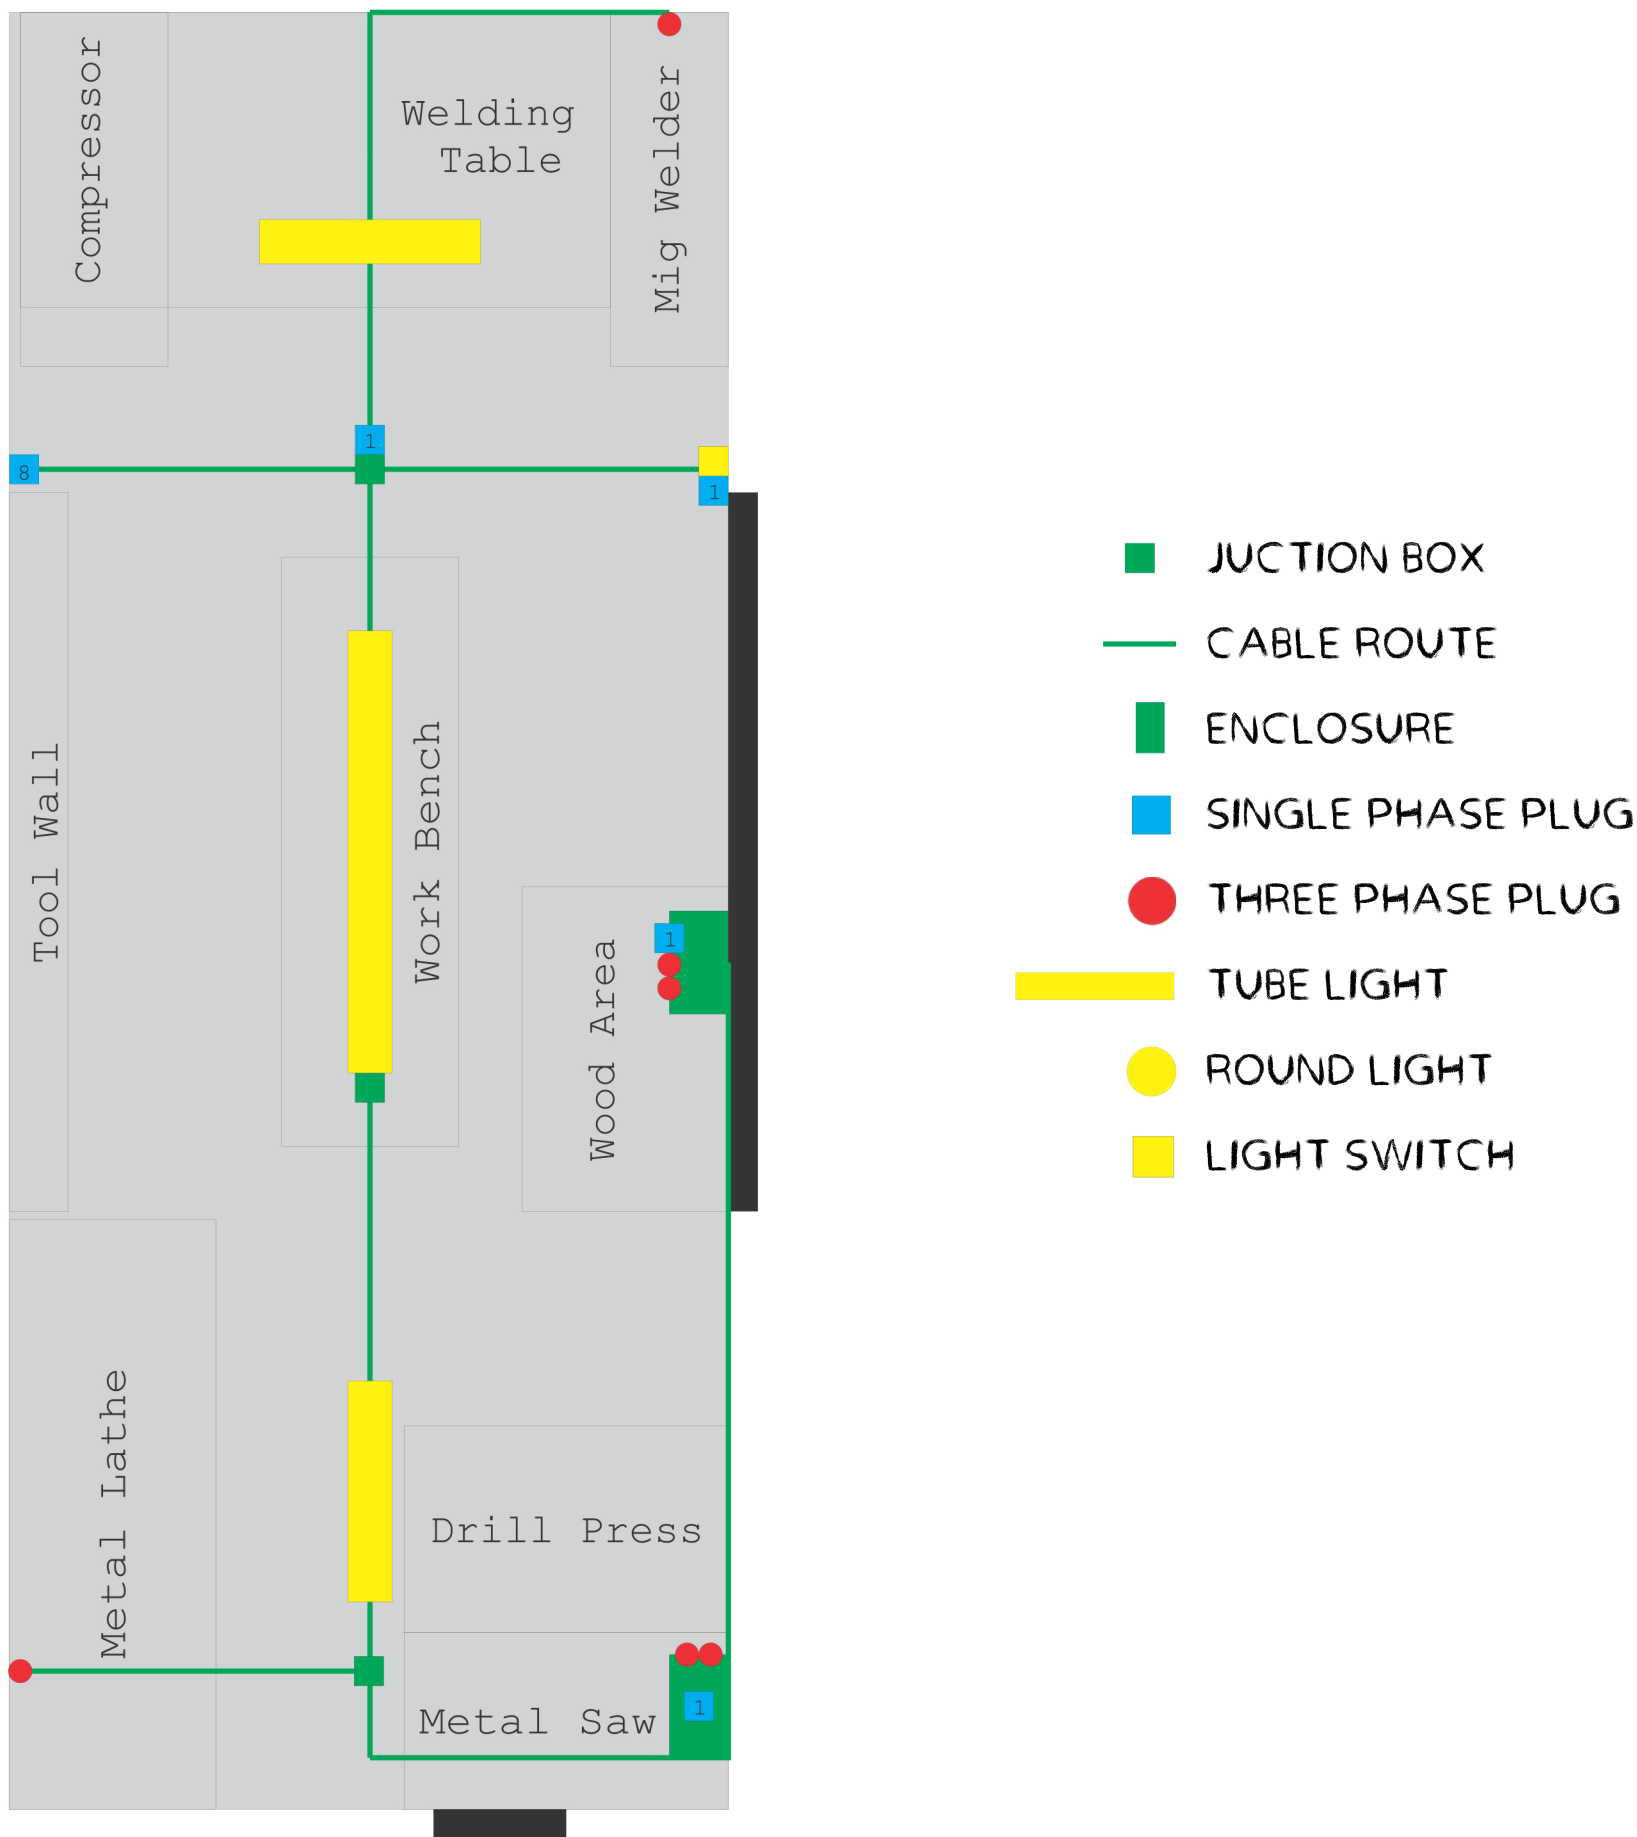 Compressor
Welding
Table
Mig Welder
1
8
1
Tool Wall
Work Bench
1
Wood Area
Metal Lathe
Drill Press
1
Metal Saw
JUCTION BOX
CABLE ROUTE
ENCLOSURE
SINGLE PHASE PLUG
THREE PHASE PLUG
TUBE LIGHT
ROUND LIGHT
LIGHT SWITCH